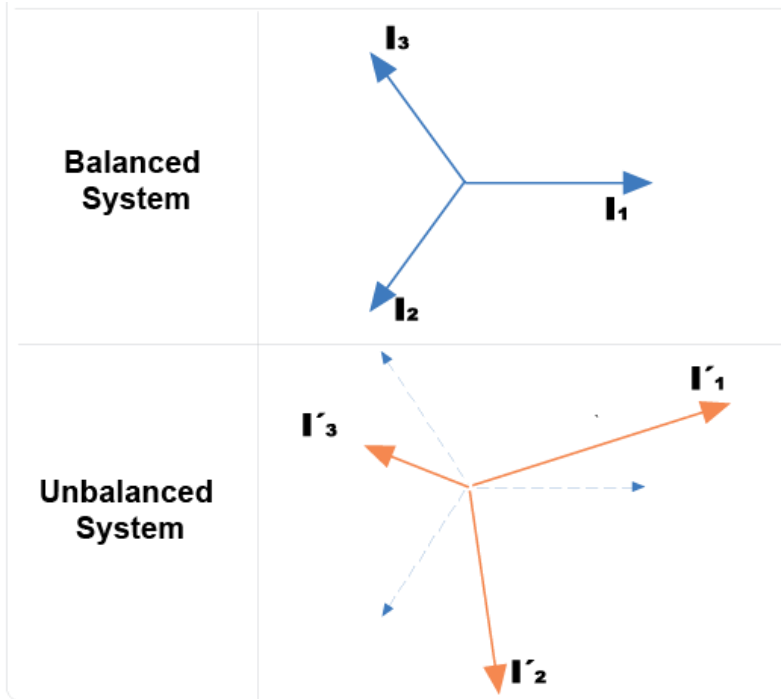 I₃
Balanced
System
I₁
I₂
I´₁
I´₃
Unbalanced
System
I´₂